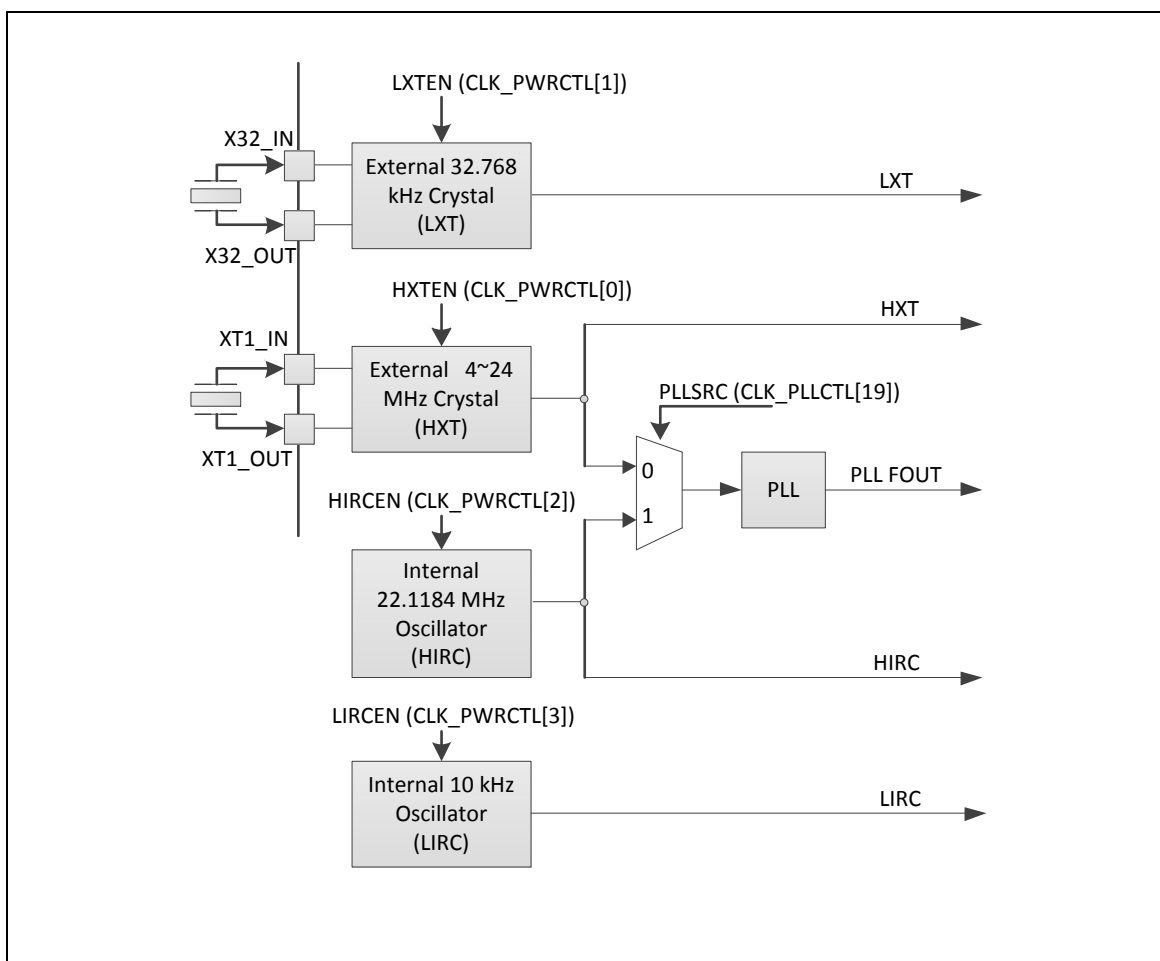 LXTEN (CLK_PWRCTL[1])
X32_IN
External 32.768
kHz Crystal
(LXT)
LXT
X32_OUT
HXTEN (CLK_PWRCTL[0])
HXT
XT1_IN
External 4~24
MHz Crystal
(HXT)
PLLSRC (CLK_PLLCTL[19])
XT1_OUT
0
PLL
PLL FOUT
HIRCEN (CLK_PWRCTL[2])
1
Internal
22.1184 MHz
Oscillator
(HIRC)
HIRC
LIRCEN (CLK_PWRCTL[3])
Internal 10 kHz
Oscillator
(LIRC)
LIRC